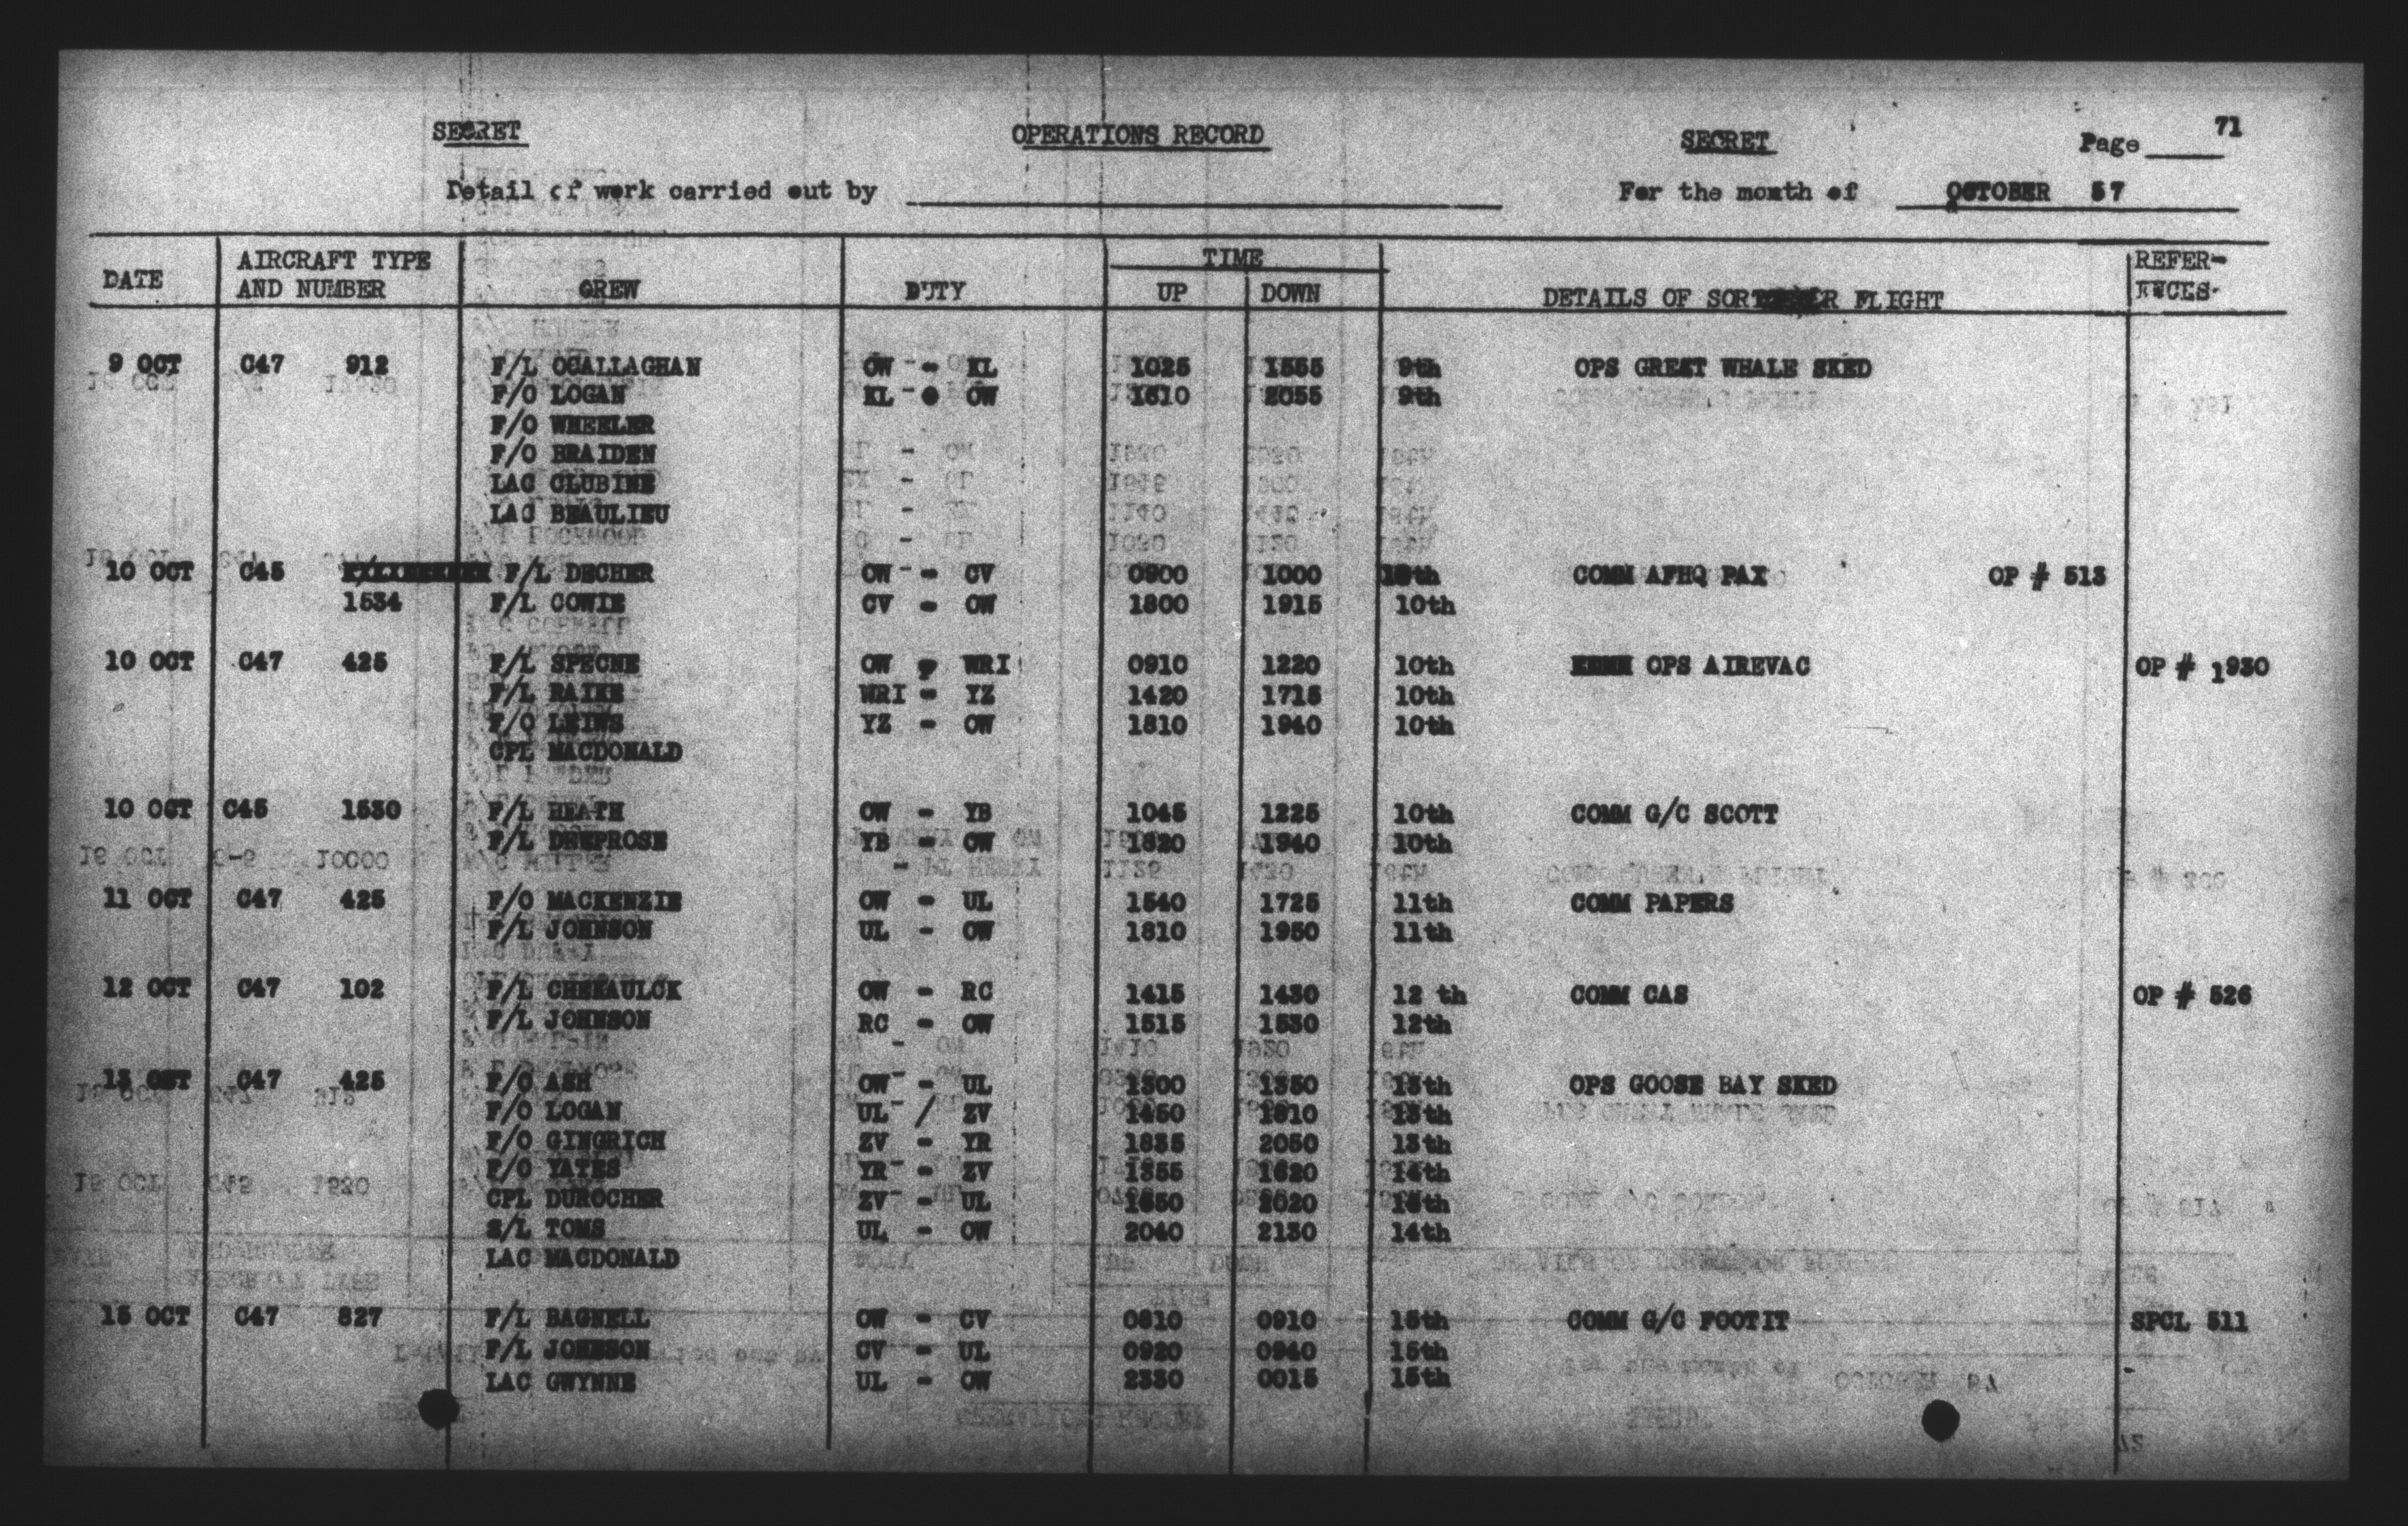 SECRET OPERATIONS RECORD SECRET Page 71
Detail of work carried out by For the month of OCTOBER 57
DATE AIRCRAFT TYPE AND NUMBER CREW DUTY TIME UP DOWN DETAILS OF SORT R FLIGHT REFER- ENCES
9 OCT C47 912 F/L OCALLAGHAN OW - KL 1025 1555 9th OPS GREST WHALE SKED
F/O LOGAN KL - OW 1610 2055 9th
F/O WHEELER
F/O BRAIDEN
LAC CLUBINE
LAC BEAULIEU
10 OCT C45 F/L DECHER OW - CV 0900 1000 10th COMM AFHQ PAX OP # 513
1534 F/L COWIE CV - OW 1800 1915 10th
10 OCT C47 425 F/L SPECNE OW , WRI 0910 1220 10th OPS AIREVAC OP # 1930
F/L RAIKE WRI - YZ 1420 1715 10th
F/O LEIWS YZ - OW 1810 1940 10th
CPL MACDONALD
10 OCT C45 1530 F/L HEATH OW - YB 1045 1225 10th COMM G/C SCOTT
F/L DREPROSE YB - OW 1820 1940 10th
11 OCT C47 425 F/O MACKENZIE OW - UL 1540 1725 11th COMM PAPERS
F/L JOHNSON UL - OW 1810 1950 11th
12 OCT C47 102 F/L CHEEAULCK OW - RC 1415 1430 12 th COMM CAS OP # 526
F/L JOHNSON RC - OW 1515 1530 12th
13 OCT C47 425 F/O ASH OW - UL 1300 1350 13th OPS GOOSE BAY SKED
F/O LOGAN UL / ZV 1450 1810 13th
F/O GINGRICH ZV - YR 1835 2050 13th
F/O YATES YR - ZV 1355 1620 14th
CPL DUROCHER ZV - UL 1650 2020 14th
S/L TOMS UL - OW 2040 2130 14th
LAC MACDONALD
15 OCT C47 827 F/L BAGNELL OW - CV 0810 0910 15th COMM G/C FOOTIT SPCL 511
F/L JOHNSON CV - UL 0920 0940 15th
LAC GWYNNE UL - OW 2330 0015 15th